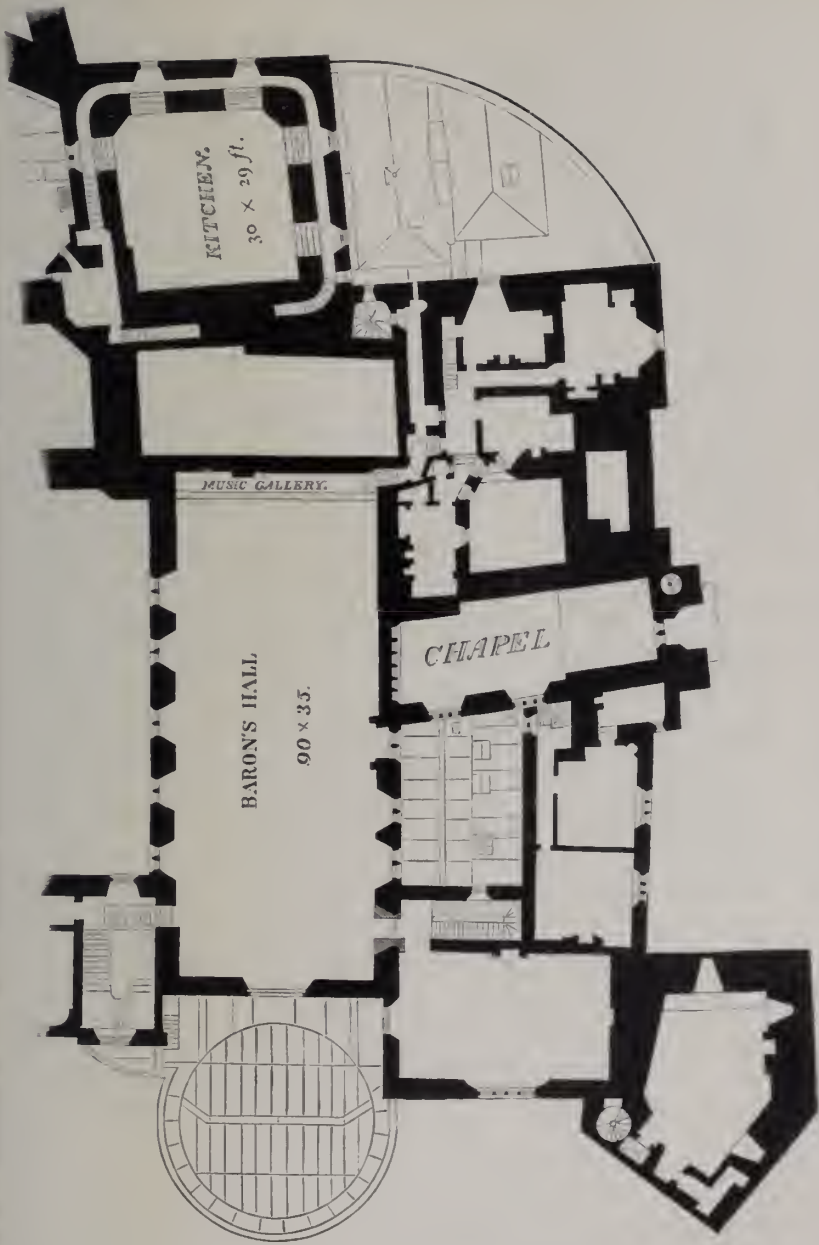 KITCHEN.
30 × 29 ft.
MUSIC GALLERY.
BARON'S HALL
90 × 35.
CHAPEL